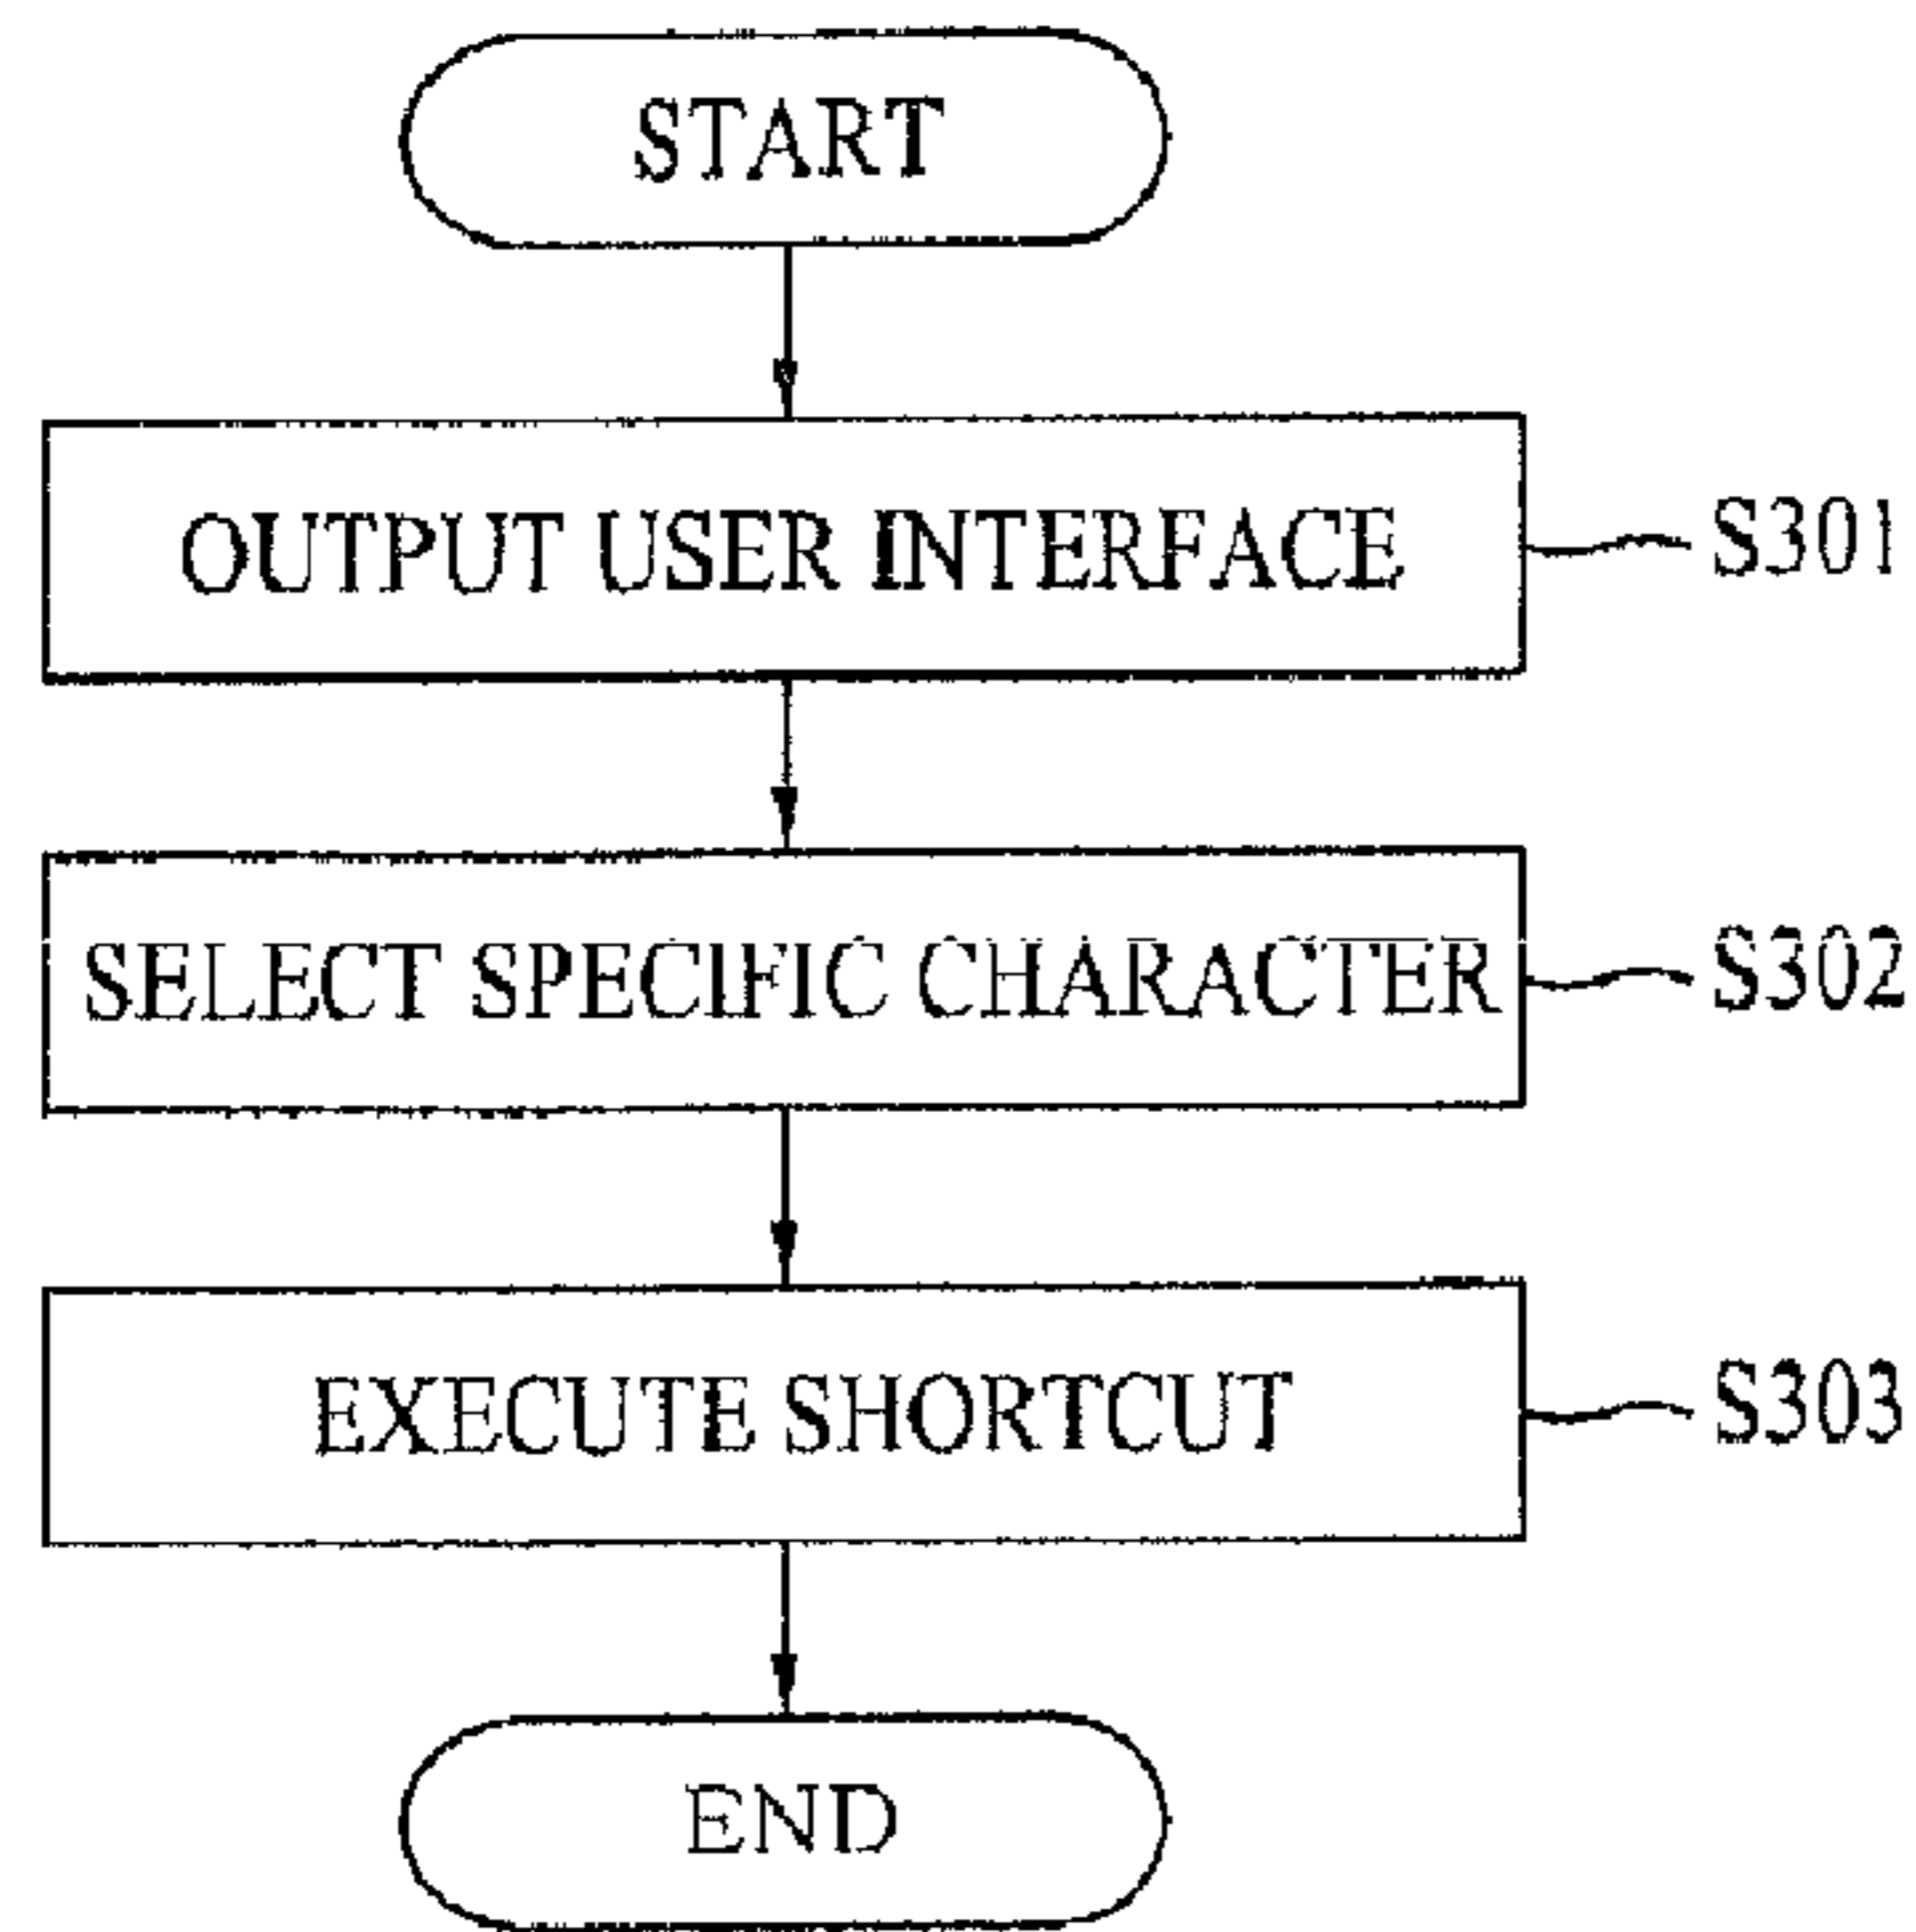 START
OUTPUT USER INTERFACE
S301
SELECT SPECIFIC CHARACTER
S302
EXECUTE SHORTCUT
S303
END